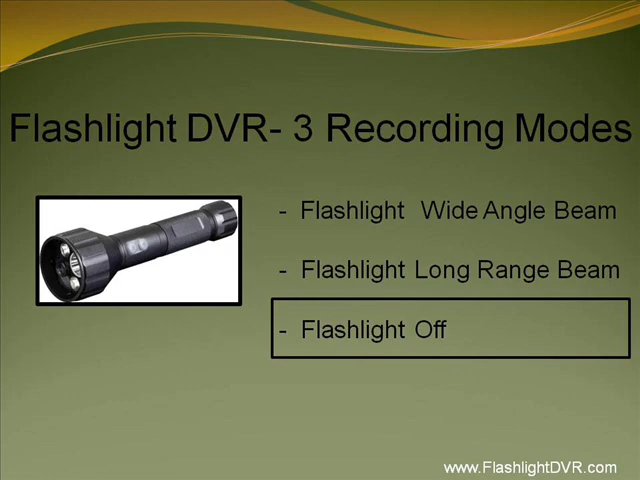 Flashlight DVR- 3 Recording Modes
- Flashlight Wide Angle Beam
- Flashlight Long Range Beam
- Flashlight Off
www.FlashlightDVR.com